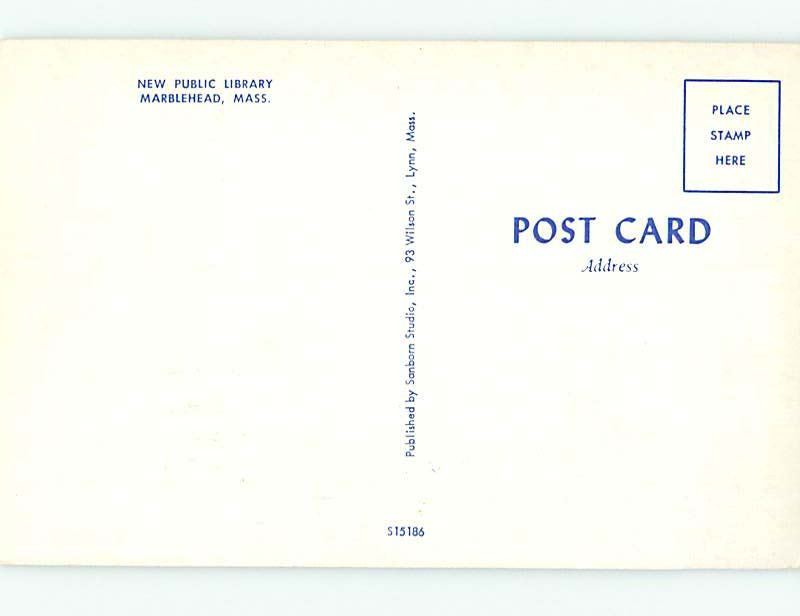 NEW PUBLIC LIBRARY
MARBLEHEAD, MASS.
Published by Sanborn Studio, Inc., 93 Wilson St., Lynn, Mass.
PLACE
STAMP
HERE
POST CARD
Address
S15186